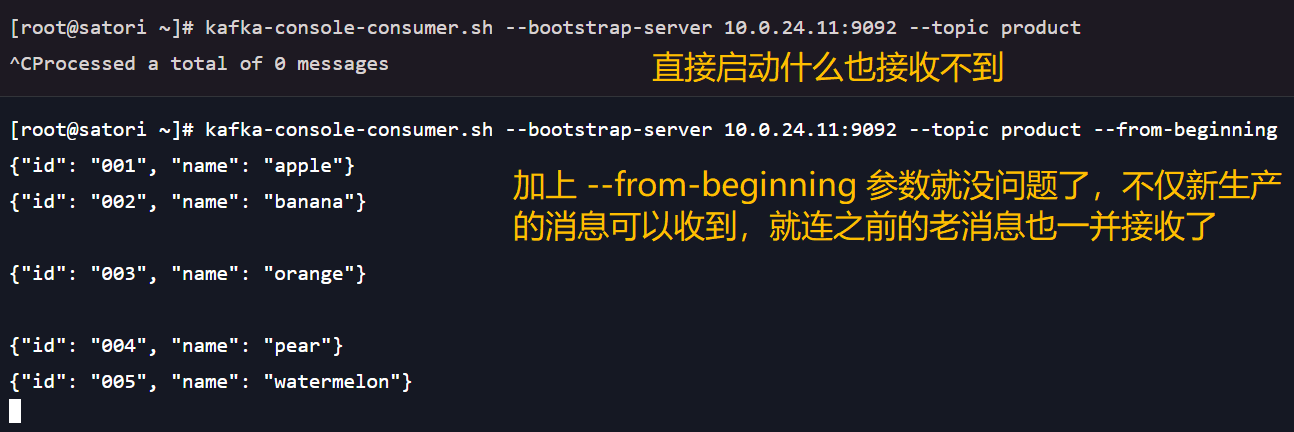 [root@satori ~]# kafka-console-consumer.sh --bootstrap-server 10.0.24.11:9092 --topic product
^CProcessed a total of 0 messages
直接启动什么也接收不到
[root@satori ~]# kafka-console-consumer.sh --bootstrap-server 10.0.24.11:9092 --topic product --from-beginning
{"id": "001", "name": "apple"}
{"id": "002", "name": "banana"}
加上 --from-beginning 参数就没问题了，不仅新生产
的消息可以收到，就连之前的老消息也一并接收了
{"id": "003", "name": "orange"}
{"id": "004", "name": "pear"}
{"id": "005", "name": "watermelon"}